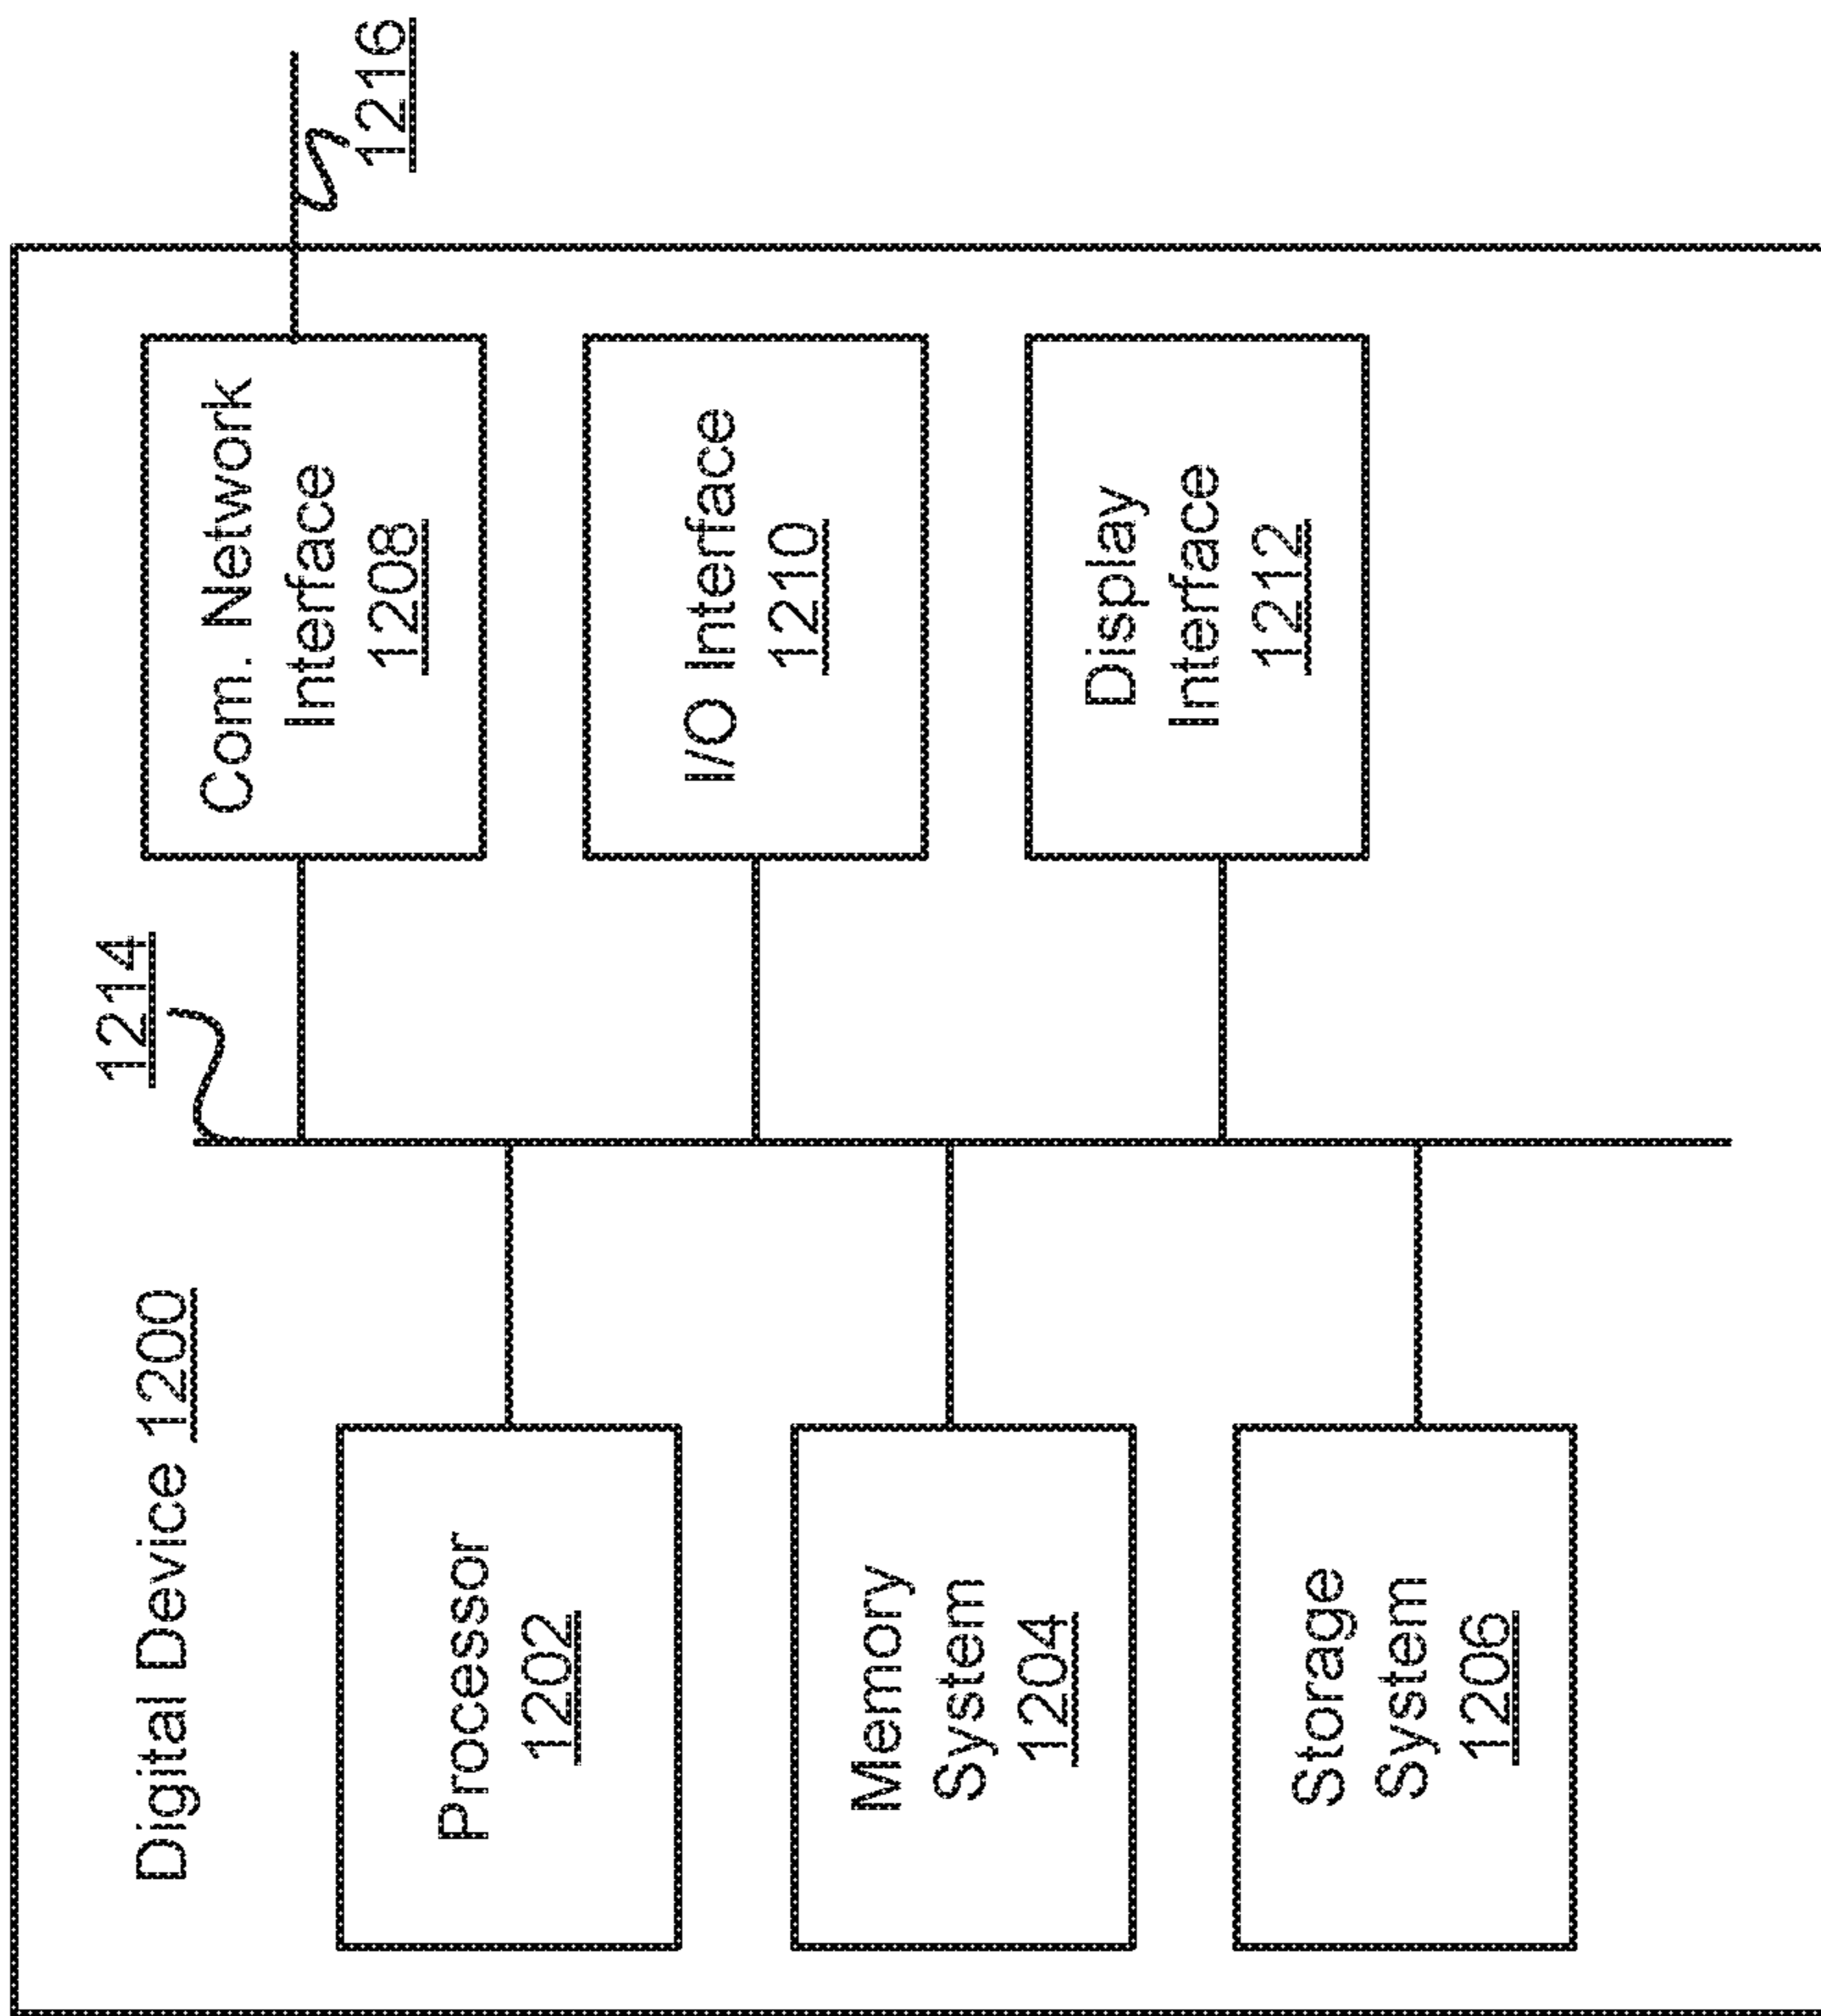 Digital Device 1200
1214
1216
Processor
1202
Memory
System
1204
Storage
System
1206
Com. Network
Interface
1208
I/O Interface
1210
Display
Interface
1212